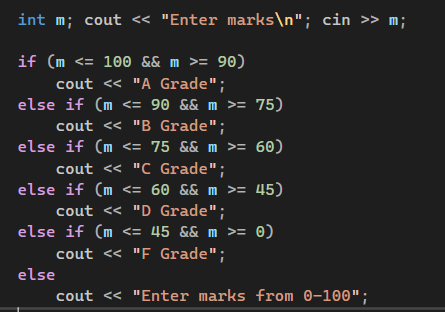 int m; cout << "Enter marks\n"; cin >> m;
if (m <= 100 && m >= 90)
cout << "A Grade";
else if (m <= 90 && m >= 75)
cout << "B Grade";
else if (m <= 75 && m >= 60)
cout << "C Grade";
else if (m <= 60 && m >= 45)
cout << "D Grade";
else if (m <= 45 && m >= 0)
cout << "F Grade";
else
cout << "Enter marks from 0-100";